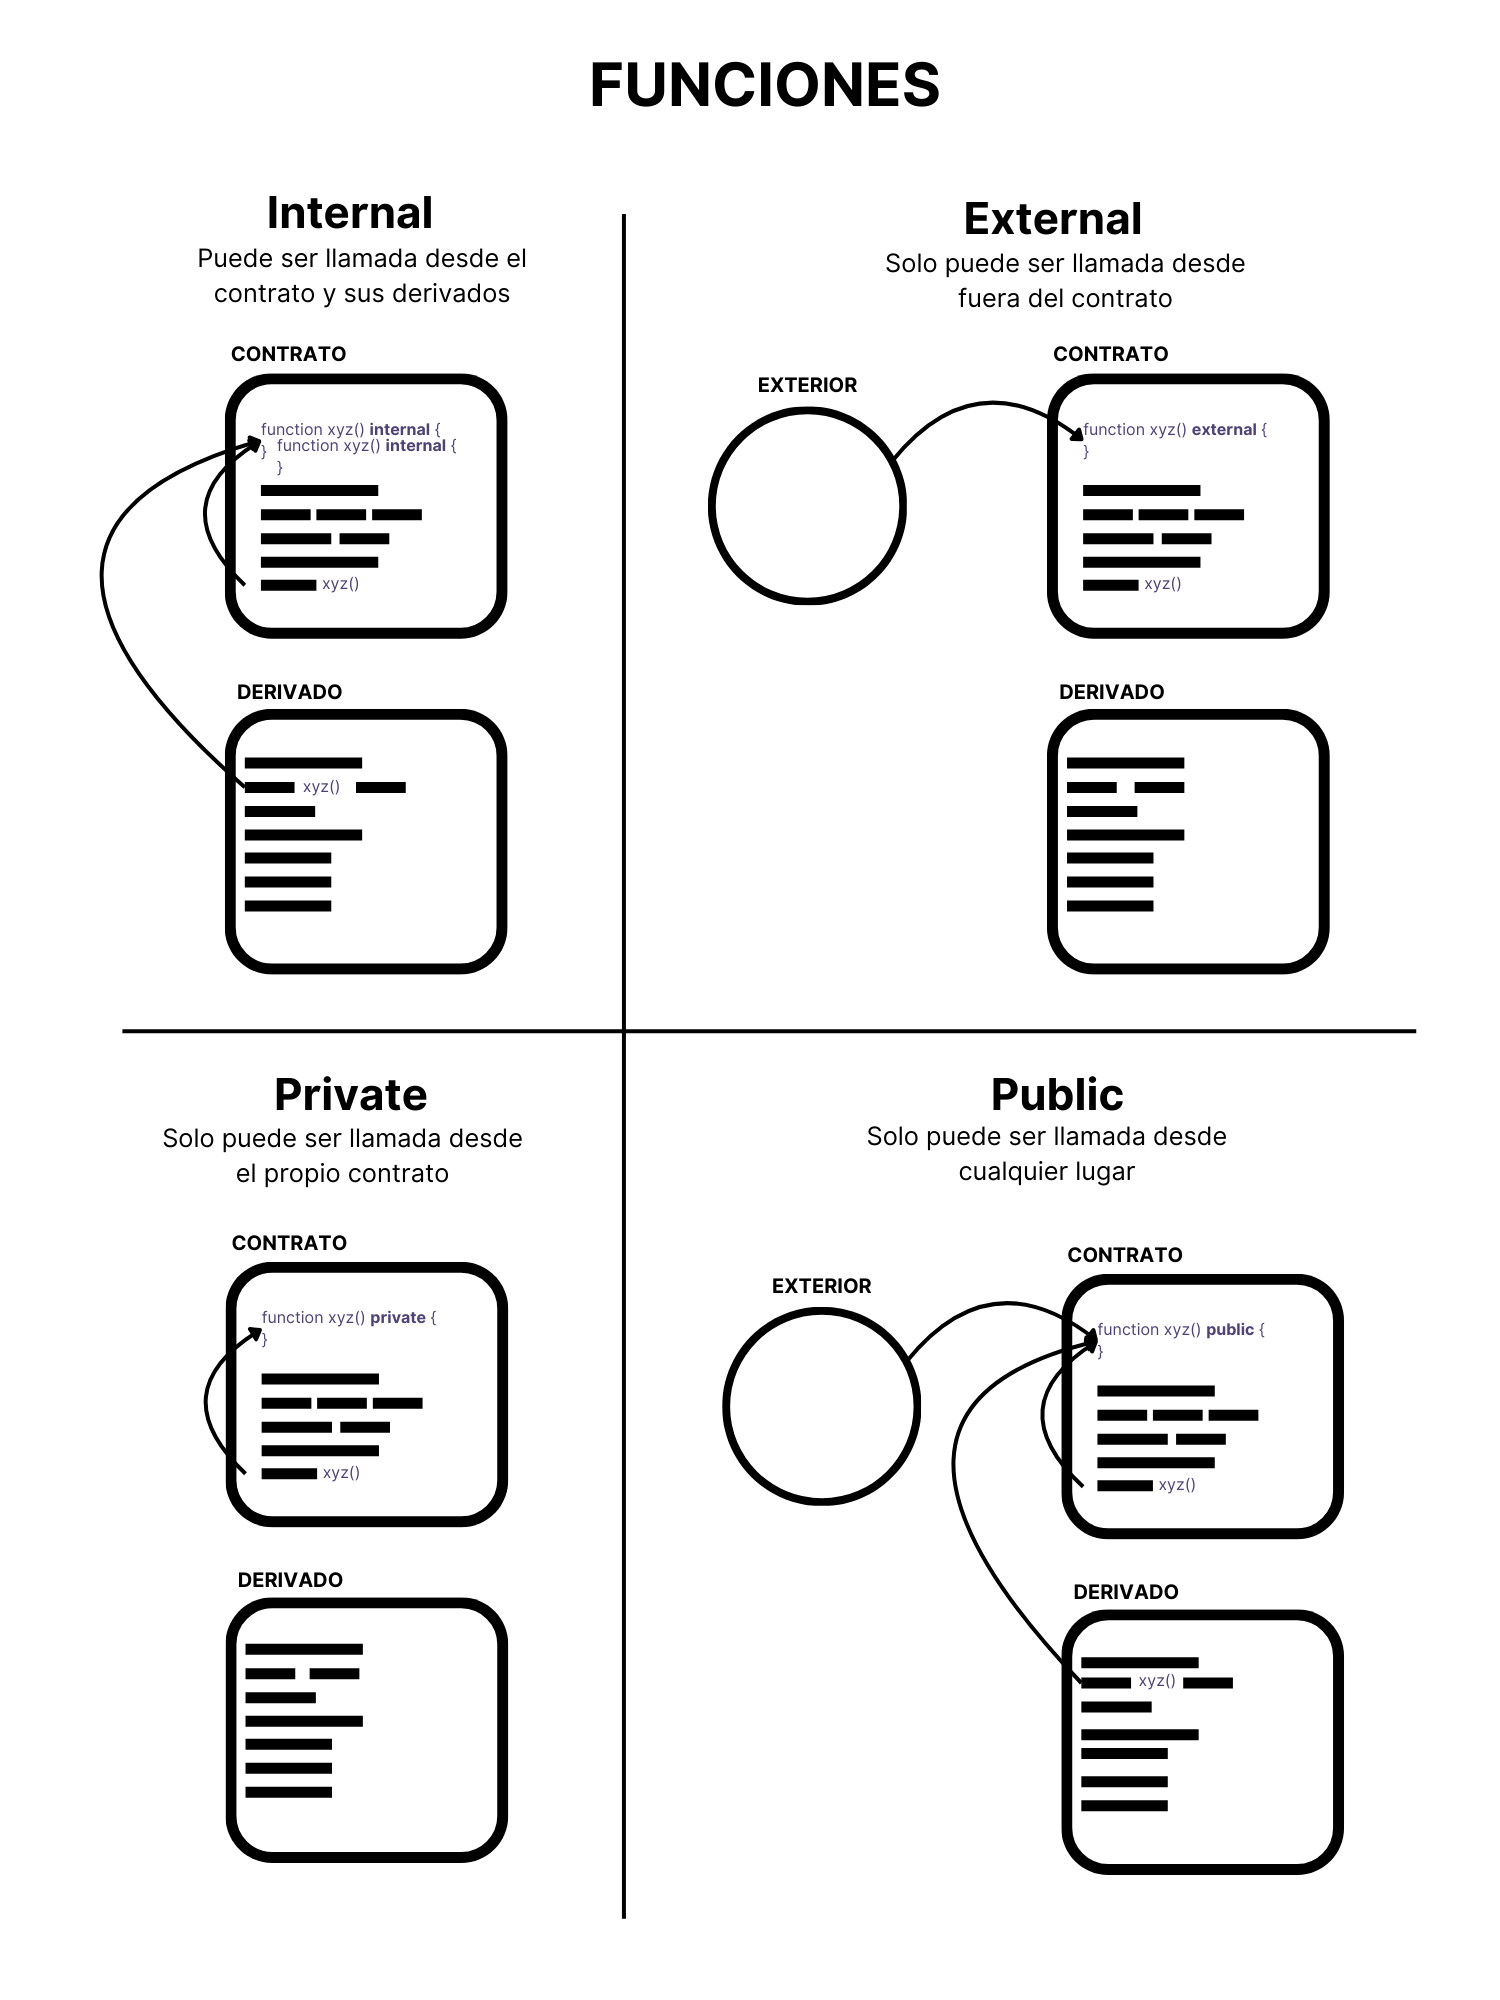 FUNCIONES
Internal
Puede ser llamada desde el
contrato y sus derivados
CONTRATO
function xyz() internal {
} function xyz() internal {
}
xyz()
DERIVADO
xyz()
External
Solo puede ser llamada desde
fuera del contrato
EXTERIOR
CONTRATO
function xyz() external {
}
xyz()
DERIVADO
Private
Solo puede ser llamada desde
el propio contrato
CONTRATO
function xyz() private {
}
xyz()
DERIVADO
Public
Solo puede ser llamada desde
cualquier lugar
EXTERIOR
CONTRATO
function xyz() public {
}
xyz()
DERIVADO
xyz()